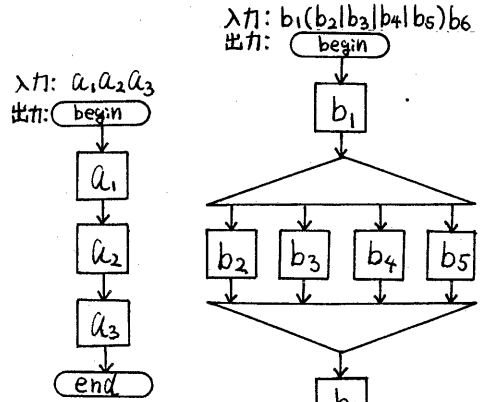 入力: a₁a₂a₃
出力: begin
a₁
a₂
a₃
end
入力: b₁(b₂|b₃|b₄|b₅)b₆
出力: begin
b₁
b₂ b₃ b₄ b₅
b